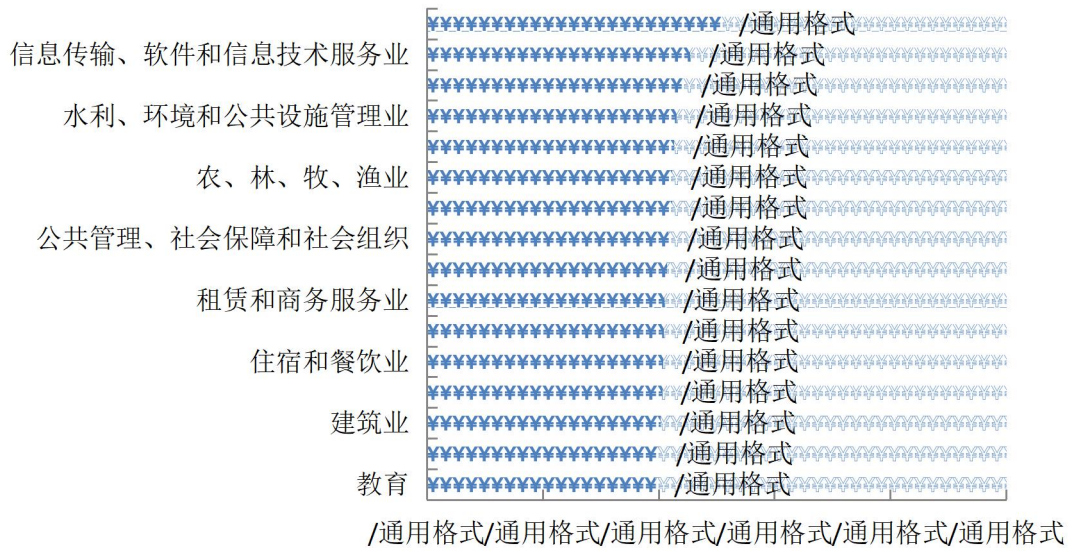 /通用格式
信息传输、软件和信息技术服务业 /通用格式
/通用格式
水利、环境和公共设施管理业 /通用格式
/通用格式
农、林、牧、渔业 /通用格式
/通用格式
公共管理、社会保障和社会组织 /通用格式
/通用格式
租赁和商务服务业 /通用格式
/通用格式
住宿和餐饮业 /通用格式
/通用格式
建筑业 /通用格式
/通用格式
教育 /通用格式
/通用格式/通用格式/通用格式/通用格式/通用格式/通用格式